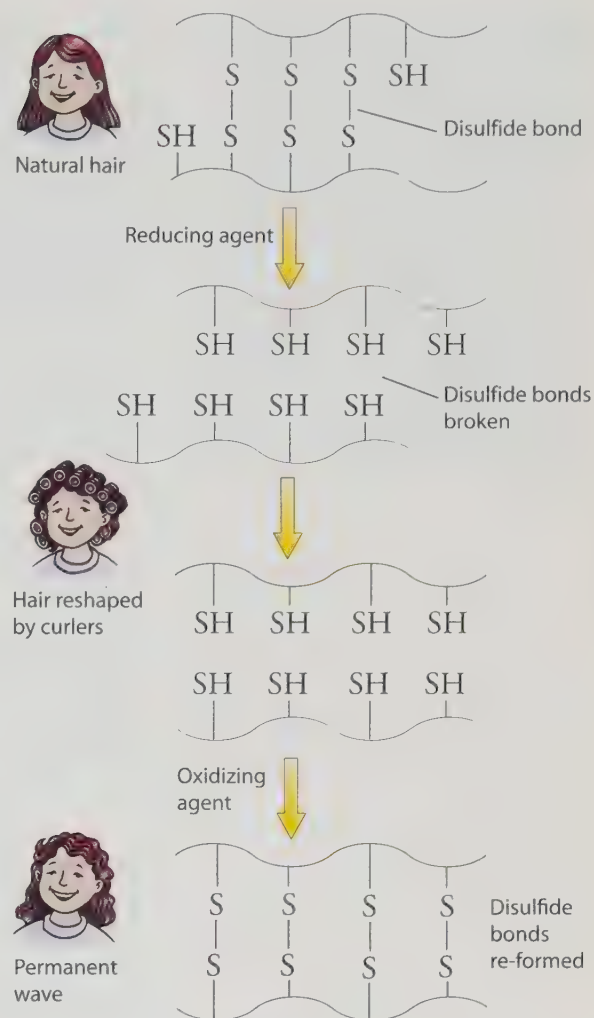 S S S SH
SH S S S
Disulfide bond
Natural hair
Reducing agent
SH SH SH SH
SH SH SH SH
Disulfide bonds
broken
Hair reshaped
by curlers
SH SH SH SH
SH SH SH SH
Oxidizing
agent
S S S S
S S S S
Disulfide
bonds
re-formed
Permanent
wave